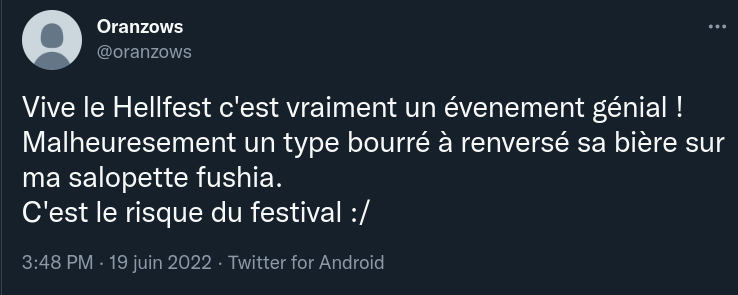 Oranzows
@oranzows
Vive le Hellfest c'est vraiment un évenement génial !
Malheuresement un type bourré à renversé sa bière sur
ma salopette fushia.
C'est le risque du festival :/
3:48 PM · 19 juin 2022 · Twitter for Android